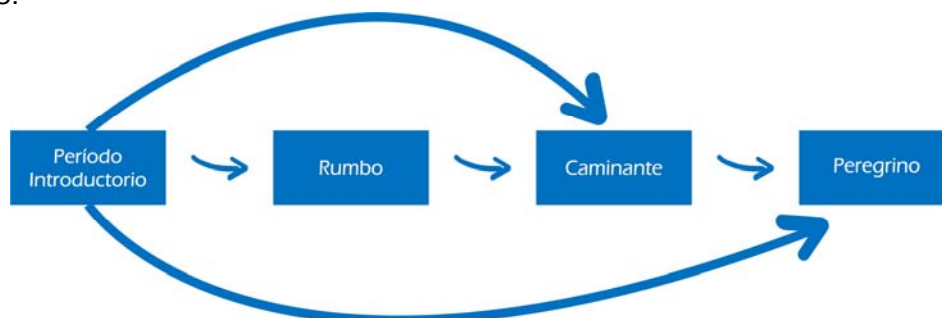 Período
Introductorio
Rumbo
Caminante
Peregrino